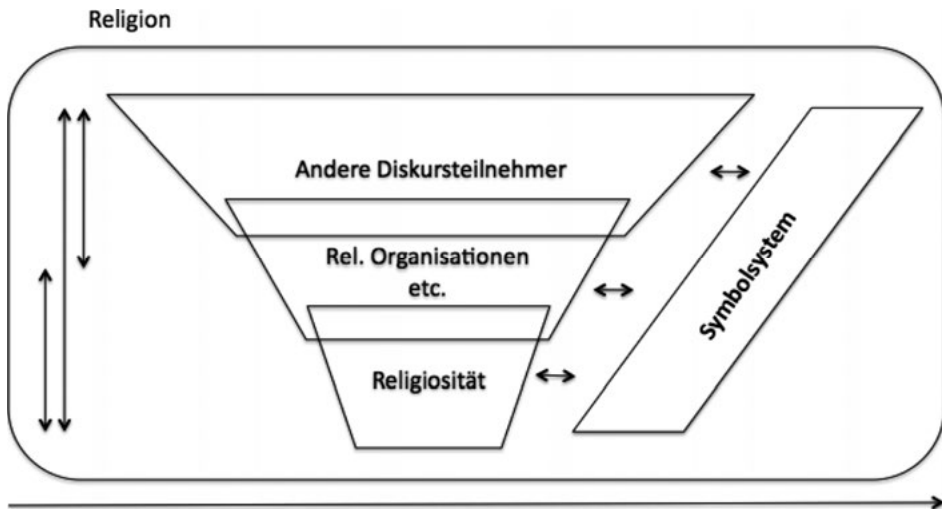 Religion
Andere Diskursteilnehmer
Rel. Organisationen
etc.
Religiosität
Symbolsystem